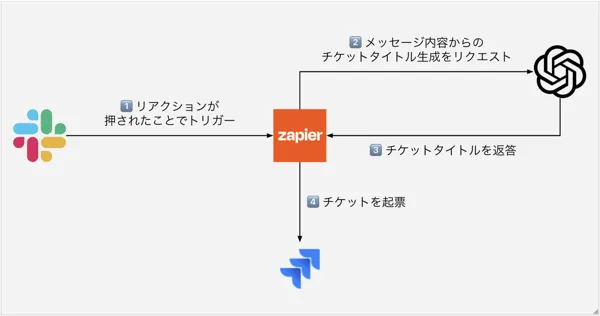 1 リアクションが
押されたことでトリガー
2 メッセージ内容からの
チケットタイトル生成をリクエスト
zapier
3 チケットタイトルを返答
4 チケットを起票